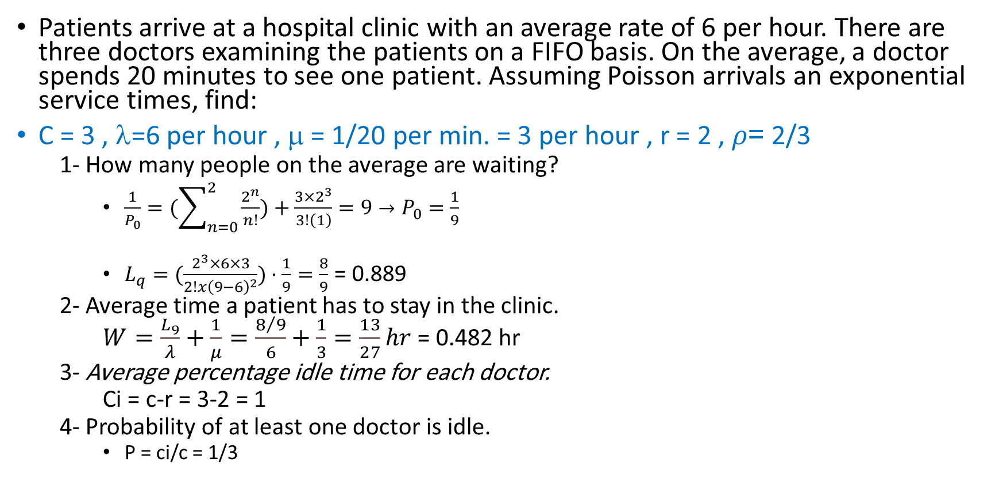 • Patients arrive at a hospital clinic with an average rate of 6 per hour. There are
three doctors examining the patients on a FIFO basis. On the average, a doctor
spends 20 minutes to see one patient. Assuming Poisson arrivals an exponential
service times, find:
• C = 3 , λ=6 per hour , μ = 1/20 per min. = 3 per hour , r = 2 , ρ= 2/3
1- How many people on the average are waiting?
• \frac{1}{P_0} = (\sum_{n=0}^{2} \frac{2^n}{n!}) + \frac{3×2^3}{3!(1)} = 9 → P_0 = \frac{1}{9}
• L_q = (\frac{2^3×6×3}{2!x(9−6)^2}) · \frac{1}{9} = \frac{8}{9} = 0.889
2- Average time a patient has to stay in the clinic.
W = \frac{L_9}{λ} + \frac{1}{μ} = \frac{8/9}{6} + \frac{1}{3} = \frac{13}{27} hr = 0.482 hr
3- Average percentage idle time for each doctor.
Ci = c-r = 3-2 = 1
4- Probability of at least one doctor is idle.
• P = ci/c = 1/3